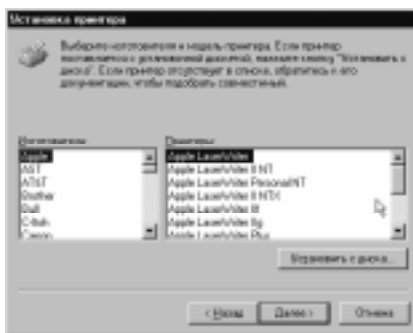 Установка принтера
Выберите изготовителя и модель принтера. Если принтер
поставляется с установочной дискетой, нажмите кнопку "Установить с
диска". Если принтер отсутствует в списке, обратитесь к его
документации, чтобы подобрать совместимый.
Изготовители:
Принтеры:
Apple
AST
AT&T
Brother
Bull
C-Itoh
Canon
Apple LaserWriter
Apple LaserWriter II NT
Apple LaserWriter Personal NT
Apple LaserWriter II NTX
Apple LaserWriter IIf
Apple LaserWriter IIg
Apple LaserWriter Plus
Установить с диска...
< Назад
Далее >
Отмена